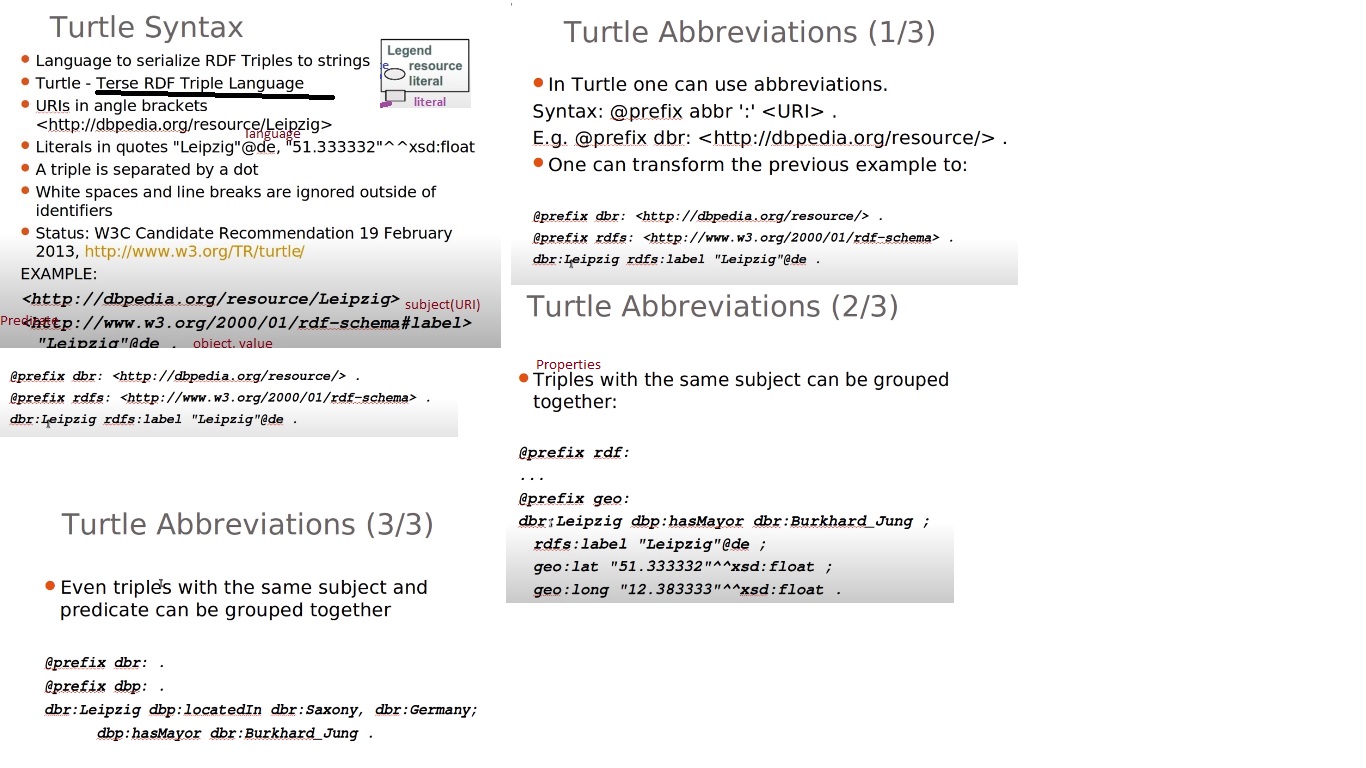 Turtle Syntax
Legend
resource
literal
literal
Language to serialize RDF Triples to strings
Turtle - Terse RDF Triple Language
URIs in angle brackets
<http://dbpedia.org/resource/Leipzig>
language
Literals in quotes "Leipzig"@de, "51.333332"^^xsd:float
A triple is separated by a dot
White spaces and line breaks are ignored outside of
identifiers
Status: W3C Candidate Recommendation 19 February
2013, http://www.w3.org/TR/turtle/
EXAMPLE:
<http://dbpedia.org/resource/Leipzig> subject(URI)
Predicate
<http://www.w3.org/2000/01/rdf-schema#label>
"Leipzig"@de . object, value
@prefix dbr: <http://dbpedia.org/resource/> .
@prefix rdfs: <http://www.w3.org/2000/01/rdf-schema> .
dbr:Leipzig rdfs:label "Leipzig"@de .
Turtle Abbreviations (1/3)
In Turtle one can use abbreviations.
Syntax: @prefix abbr ':' <URI> .
E.g. @prefix dbr: <http://dbpedia.org/resource/> .
One can transform the previous example to:
@prefix dbr: <http://dbpedia.org/resource/> .
@prefix rdfs: <http://www.w3.org/2000/01/rdf-schema> .
dbr:Leipzig rdfs:label "Leipzig"@de .
Turtle Abbreviations (2/3)
Properties
Triples with the same subject can be grouped
together:
@prefix rdf:
...
@prefix geo:
dbr:Leipzig dbp:hasMayor dbr:Burkhard_Jung ;
rdfs:label "Leipzig"@de ;
geo:lat "51.333332"^^xsd:float ;
geo:long "12.383333"^^xsd:float .
Turtle Abbreviations (3/3)
Even triples with the same subject and
predicate can be grouped together
@prefix dbr: .
@prefix dbp: .
dbr:Leipzig dbp:locatedIn dbr:Saxony, dbr:Germany;
dbp:hasMayor dbr:Burkhard_Jung .